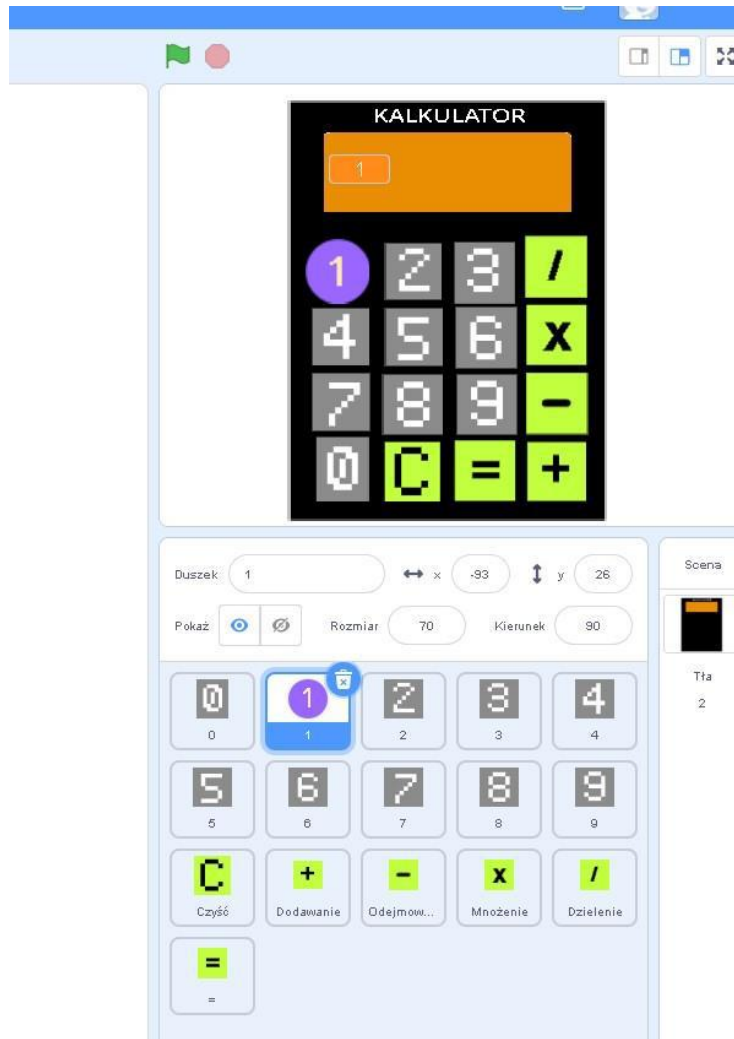 KALKULATOR
1
1 2 3 /
4 5 6 x
7 8 9 -
0 C = +
Duszek 1 x -93 y 26
Pokaż Rozmiar 70 Kierunek 90
Scena
Tła
2
0 1 2 3 4
0 1 2 3 4
5 6 7 8 9
5 6 7 8 9
C + - x /
Czyść Dodawanie Odejmow... Mnożenie Dzielenie
=
=